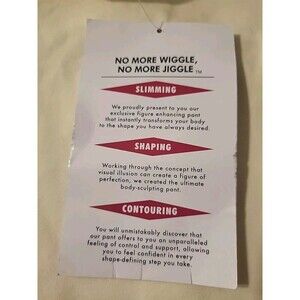 NO MORE WIGGLE,
NO MORE JIGGLE TM
SLIMMING
We proudly present to you our
exclusive figure enhancing pant
that instantly transforms your body
to the shape you have always desired.
SHAPING
Working through the concept that
visual illusion can create a figure of
perfection, we created the ultimate
body-sculpting pant.
CONTOURING
You will unmistakably discover that
our pant offers to you an unparalleled
feeling of control and support, allowing
you to feel confident in every
shape-defining step you take.